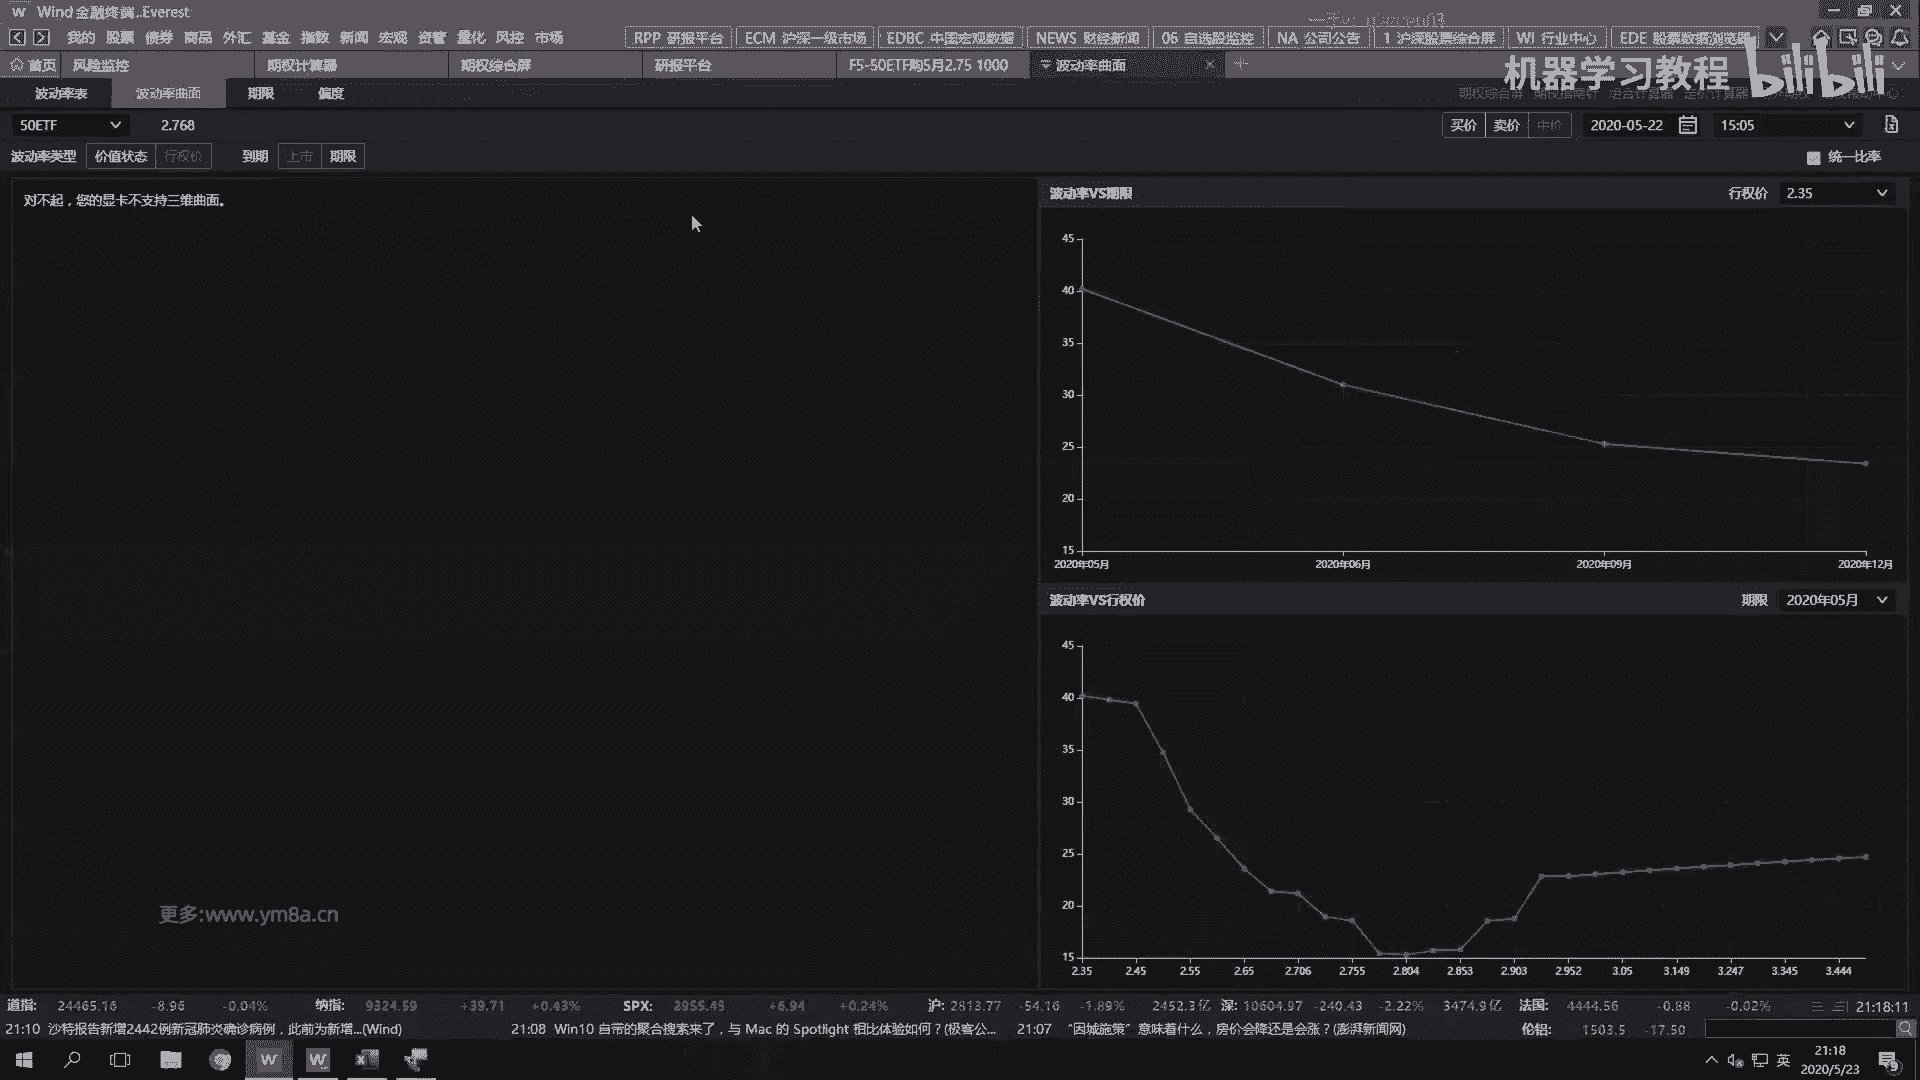 Wind 金融终端..Everest
我的 股票 债券 商品 外汇 基金 指数 新闻 宏观 资管 量化 风控 市场
RPP 研报平台 ECM 沪深一级市场 EDBC 中国宏观数据 NEWS 财经新闻 06 自选股监控 NA 公司公告 1 沪深股票综合屏 WI 行业中心 EDE 股票数据浏览器
首页 风险监控 期权计算器 期权综合屏 研报平台 F5-50ETF购5月2.75 1000 波动率曲面
机器学习教程 bilibili
波动率表 波动率曲面 期限 偏度
50ETF 2.768 买价 卖价 中价 2020-05-22 15:05
波动率类型 价值状态 行权价 到期 上市 期限 统一比率
对不起，您的显卡不支持三维曲面。
波动率VS期限 行权价 2.35
45
40
35
30
25
20
15
2020年05月 2020年06月 2020年09月 2020年12月
波动率VS行权价 期限 2020年05月
45
40
35
30
25
20
15
2.35 2.45 2.55 2.65 2.706 2.755 2.804 2.853 2.903 2.952 3.05 3.149 3.247 3.345 3.444
更多:www.ym8a.cn
道指: 24465.16 -8.96 -0.04% 纳指: 9324.59 +39.71 +0.43% SPX: 2955.45 +6.94 +0.24% 沪: 2813.77 -54.16 -1.89% 2452.3亿 深: 10604.97 -240.43 -2.22% 3474.9亿 法国: 4444.56 -0.88 -0.02% 21:18:11
21:10 沙特报告新增2442例新冠肺炎确诊病例，此前为新增...(Wind) 21:08 Win10 自带的聚合搜索来了，与 Mac 的 Spotlight 相比体验如何？(极客公... 21:07 “因城施策”意味着什么，房价会降还是会涨？(澎湃新闻网) 伦铝: 1503.5 -17.50
英 21:18
2020/5/23